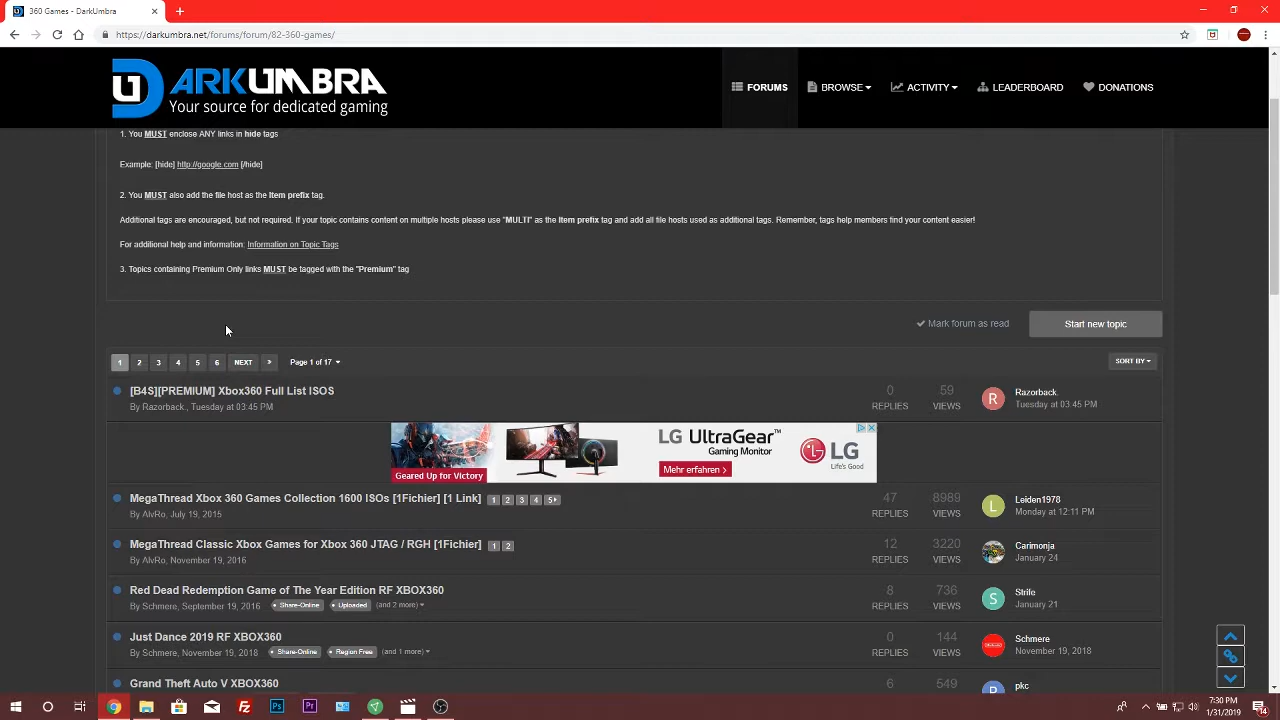 360 Games - DarkUmbra
https://darkumbra.net/forums/forum/82-360-games/
DARKUMBRA
Your source for dedicated gaming
FORUMS
BROWSE
ACTIVITY
LEADERBOARD
DONATIONS
1. You MUST enclose ANY links in hide tags
Example: [hide] http://google.com [/hide]
2. You MUST also add the file host as the Item prefix tag.
Additional tags are encouraged, but not required. If your topic contains content on multiple hosts please use "MULTI" as the Item prefix tag and add all file hosts used as additional tags. Remember, tags help members find your content easier!
For additional help and information: Information on Topic Tags
3. Topics containing Premium Only links MUST be tagged with the "Premium" tag
Mark forum as read
Start new topic
1 2 3 4 5 6 NEXT » Page 1 of 17
SORT BY
[B4S][PREMIUM] Xbox360 Full List ISOS
By Razorback., Tuesday at 03:45 PM
0
REPLIES
59
VIEWS
R
Razorback.
Tuesday at 03:45 PM
Geared Up for Victory
LG UltraGear™
Gaming Monitor
Mehr erfahren >
LG
Life's Good
MegaThread Xbox 360 Games Collection 1600 ISOs [1Fichier] [1 Link] 1 2 3 4 5
By AlvRo, July 19, 2015
47
REPLIES
8989
VIEWS
L
Leiden1978
Monday at 12:11 PM
MegaThread Classic Xbox Games for Xbox 360 JTAG / RGH [1Fichier] 1 2
By AlvRo, November 19, 2016
12
REPLIES
3220
VIEWS
Carimonja
January 24
Red Dead Redemption Game of The Year Edition RF XBOX360
By Schmere, September 19, 2016 Share-Online Uploaded (and 2 more)
8
REPLIES
736
VIEWS
S
Strife
January 21
Just Dance 2019 RF XBOX360
By Schmere, November 19, 2018 Share-Online Region Free (and 1 more)
0
REPLIES
144
VIEWS
Schmere
November 19, 2018
Grand Theft Auto V XBOX360
6
549
P
pkc
Ps
Pr
7:30 PM
1/31/2019
14